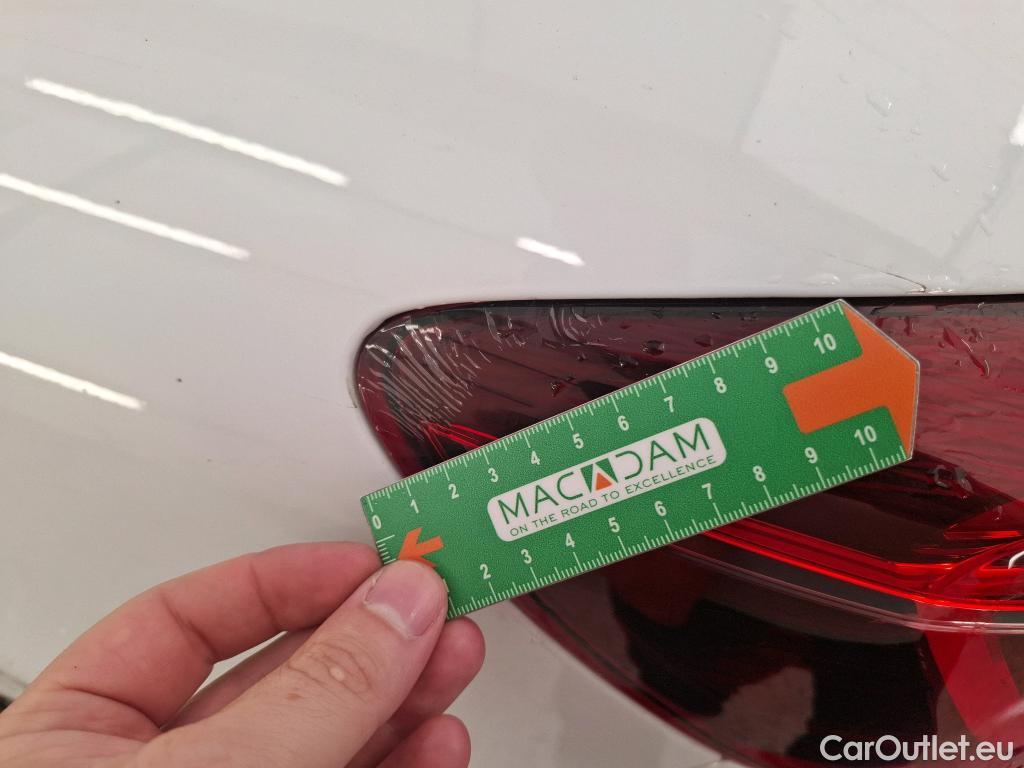 0 1 2 3 4 5 6 7 8 9 10
MACADAM
ON THE ROAD TO EXCELLENCE
2 3 4 5 6 7 8 9 10
CarOutlet.eu